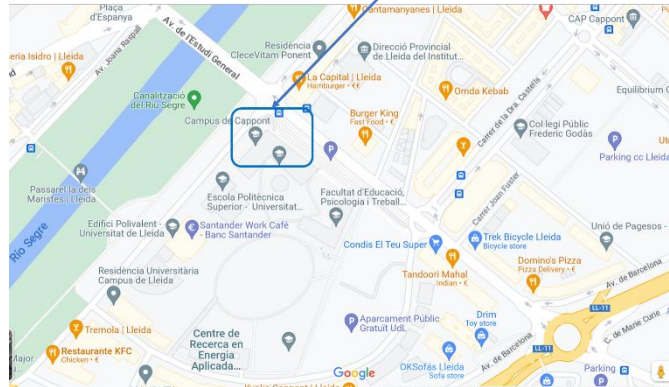 Plaça
d'Espanya
Cantamanyanes | Lleida
CAP Cappont
Av. de l'Estudi General
Av. Joana Raspall
Residència
CleceVitam Ponent
Direcció Provincial
de Lleida del Institut...
eria Isidro | Lleida
La Capital | Lleida
Hamburger • €€
Omda Kebab
Equilibrium
Canalització
del Riu Segre
Campus de Cappont
Burger King
Fast Food • €
Carrer de la Dra. Castells
Col·legi Públic
Frederic Godàs
Parking cc Lleida
Passarel·la dels
Maristes | Lleida
Escola Politècnica
Superior - Universitat...
Facultat d'Educació,
Psicologia i Treball...
Carrer Joan Fuster
Edifici Polivalent -
Universitat de Lleida
Santander Work Café
- Banc Santander
Rio Segre
Condis El Teu Super
Trek Bicycle Lleida
Bicycle store
Unió de Pagesos -
Residència Universitària
Campus de Lleida
Tandoori Mahal
Indian • €
Domino's Pizza
Pizza Delivery • €
Av. de Barcelona
LL-11
Tremola | Lleida
Centre de
Recerca en
Energia
Aplicada...
Aparcament Públic
Gratuït UdL
Drim
Toy store
LL-11
C. de Marie Curie
Major
Restaurante KFC
Chicken • €
Google
OKSofás Lleida
Sofa store
Av. de Barcelona
Parking